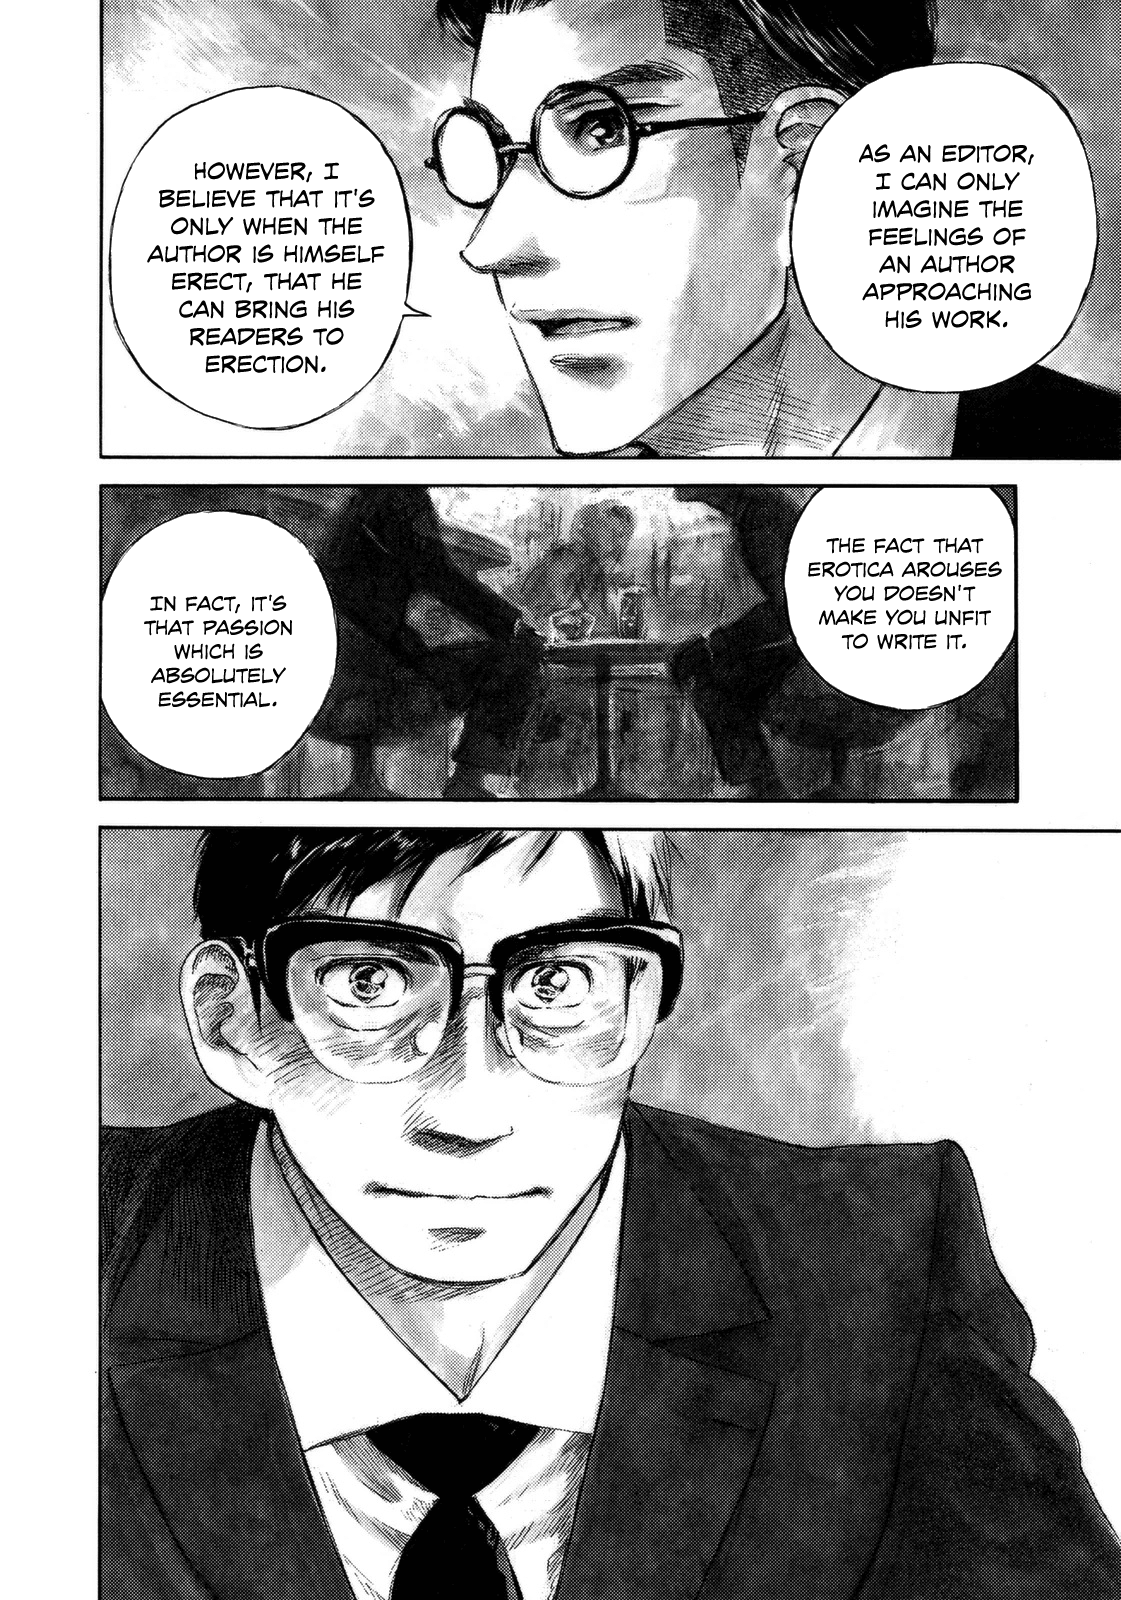 AS AN EDITOR,
I CAN ONLY
IMAGINE THE
FEELINGS OF
AN AUTHOR
APPROACHING
HIS WORK.
HOWEVER, I
BELIEVE THAT IT'S
ONLY WHEN THE
AUTHOR IS HIMSELF
ERECT, THAT HE
CAN BRING HIS
READERS TO
ERECTION.
THE FACT THAT
EROTICA AROUSES
YOU DOESN'T
MAKE YOU UNFIT
TO WRITE IT.
IN FACT, IT'S
THAT PASSION
WHICH IS
ABSOLUTELY
ESSENTIAL.